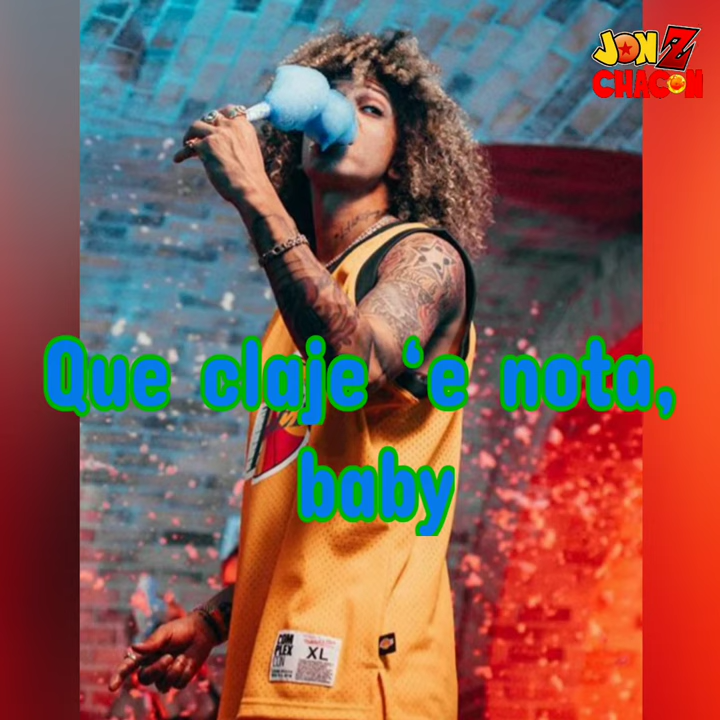 JON Z
CHACON
Que claje ‘e nota,
baby
COM
PLEX
CON
XL